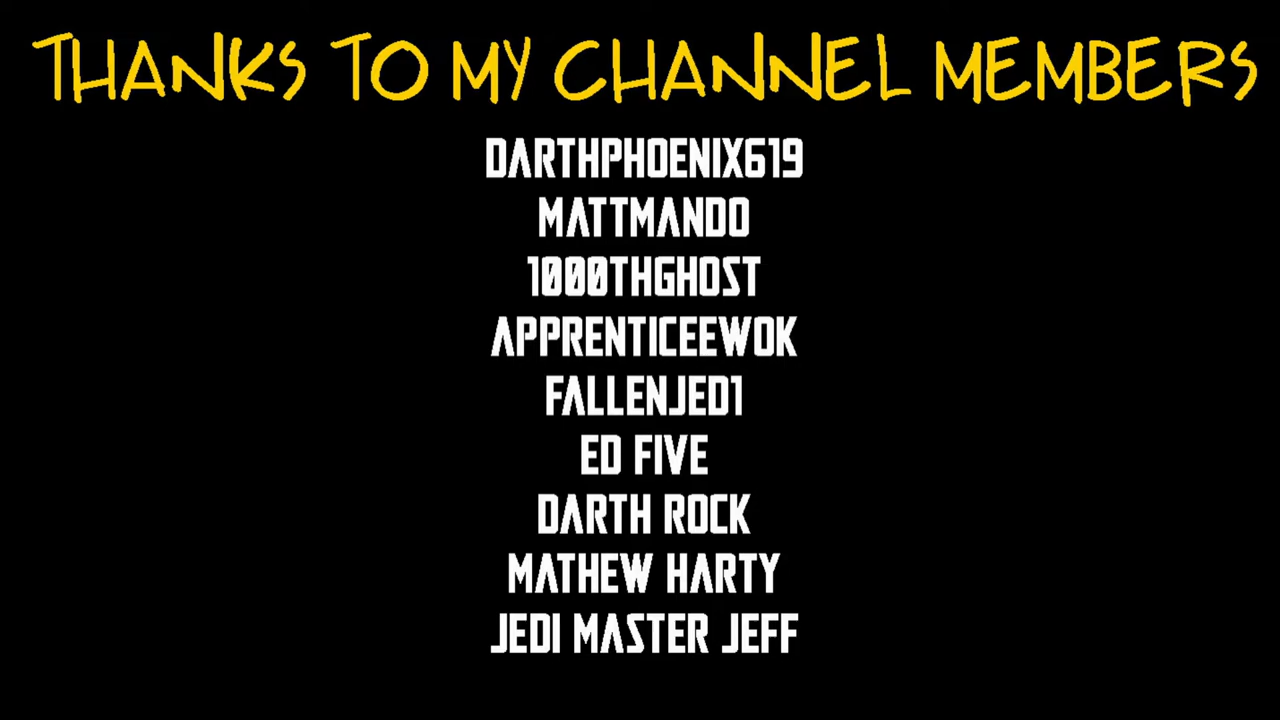 THANKS TO MY CHANNEL MEMBERS
DARTHPHOENIX619
MATTMANDO
1000THGHOST
APPRENTICEEWOK
FALLENJED1
ED FIVE
DARTH ROCK
MATHEW HARTY
JEDI MASTER JEFF